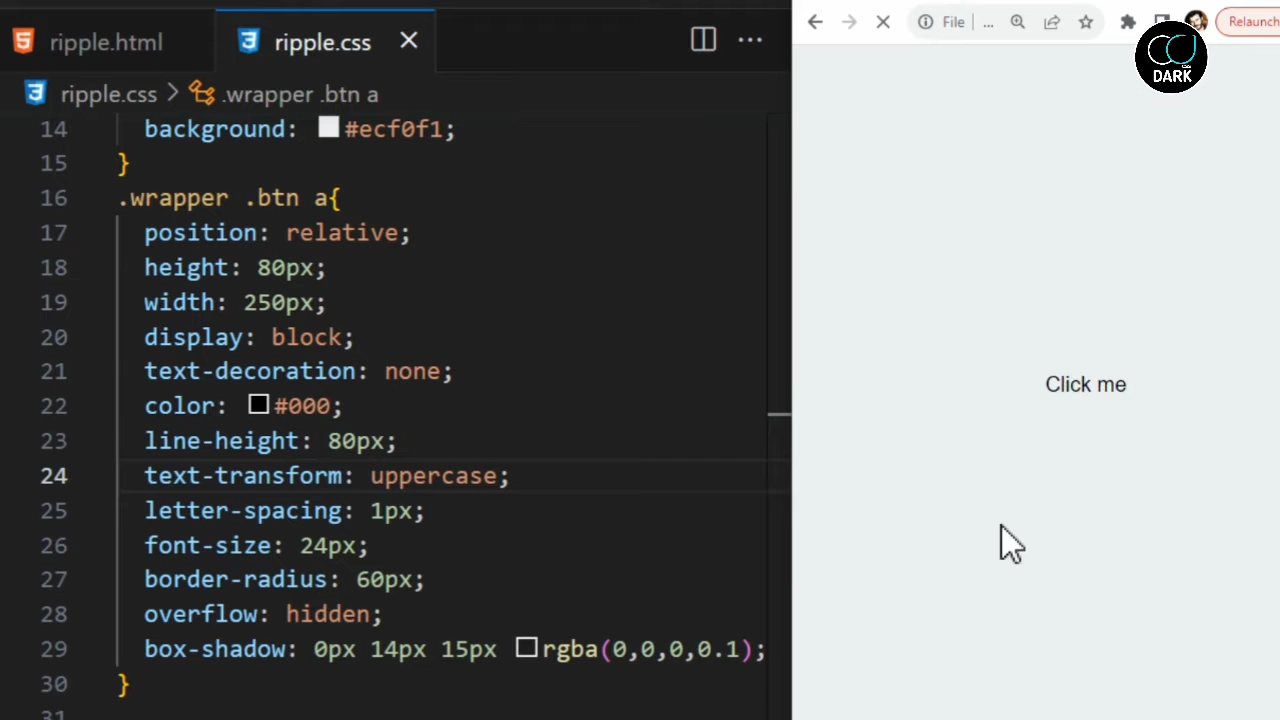 ripple.html
ripple.css
File
...
Relaunch
DARK
ripple.css > .wrapper .btn a
14 background: #ecf0f1;
15 }
16 .wrapper .btn a{
17 position: relative;
18 height: 80px;
19 width: 250px;
20 display: block;
21 text-decoration: none;
22 color: #000;
23 line-height: 80px;
24 text-transform: uppercase;
25 letter-spacing: 1px;
26 font-size: 24px;
27 border-radius: 60px;
28 overflow: hidden;
29 box-shadow: 0px 14px 15px rgba(0,0,0,0.1);
30 }
31
Click me